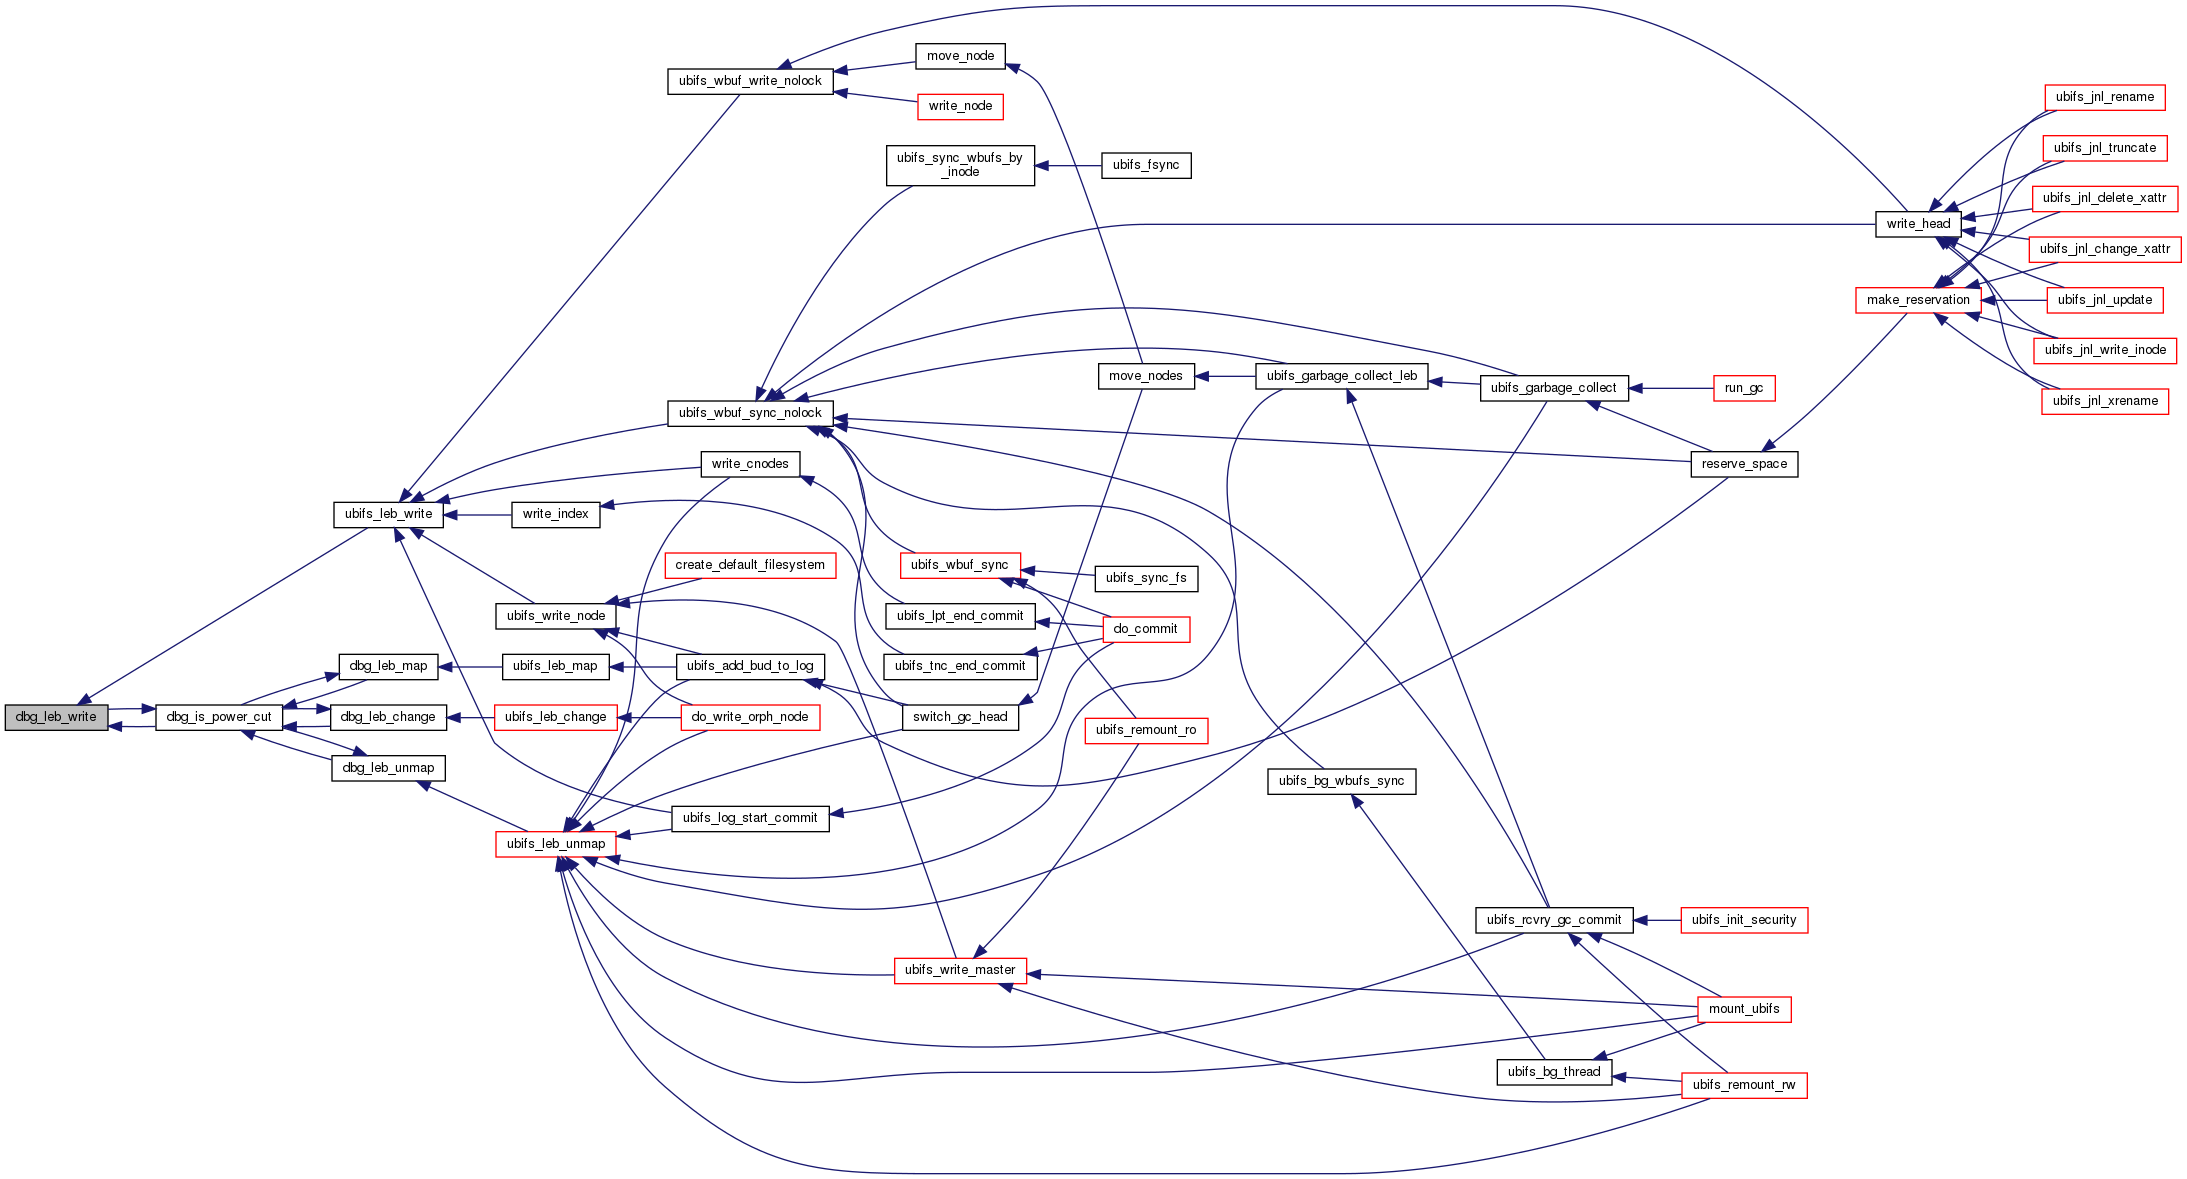 move_node
ubifs_wbuf_write_nolock
ubifs_jnl_rename
write_node
ubifs_jnl_truncate
ubifs_sync_wbufs_by
_inode
ubifs_fsync
ubifs_jnl_delete_xattr
write_head
ubifs_jnl_change_xattr
make_reservation
ubifs_jnl_update
ubifs_jnl_write_inode
move_nodes
ubifs_garbage_collect_leb
ubifs_garbage_collect
run_gc
ubifs_jnl_xrename
ubifs_wbuf_sync_nolock
write_cnodes
reserve_space
ubifs_leb_write
write_index
create_default_filesystem
ubifs_wbuf_sync
ubifs_sync_fs
ubifs_write_node
ubifs_lpt_end_commit
do_commit
dbg_leb_map
ubifs_leb_map
ubifs_add_bud_to_log
ubifs_tnc_end_commit
dbg_leb_write
dbg_is_power_cut
dbg_leb_change
ubifs_leb_change
do_write_orph_node
switch_gc_head
ubifs_remount_ro
dbg_leb_unmap
ubifs_bg_wbufs_sync
ubifs_log_start_commit
ubifs_leb_unmap
ubifs_rcvry_gc_commit
ubifs_init_security
ubifs_write_master
mount_ubifs
ubifs_bg_thread
ubifs_remount_rw